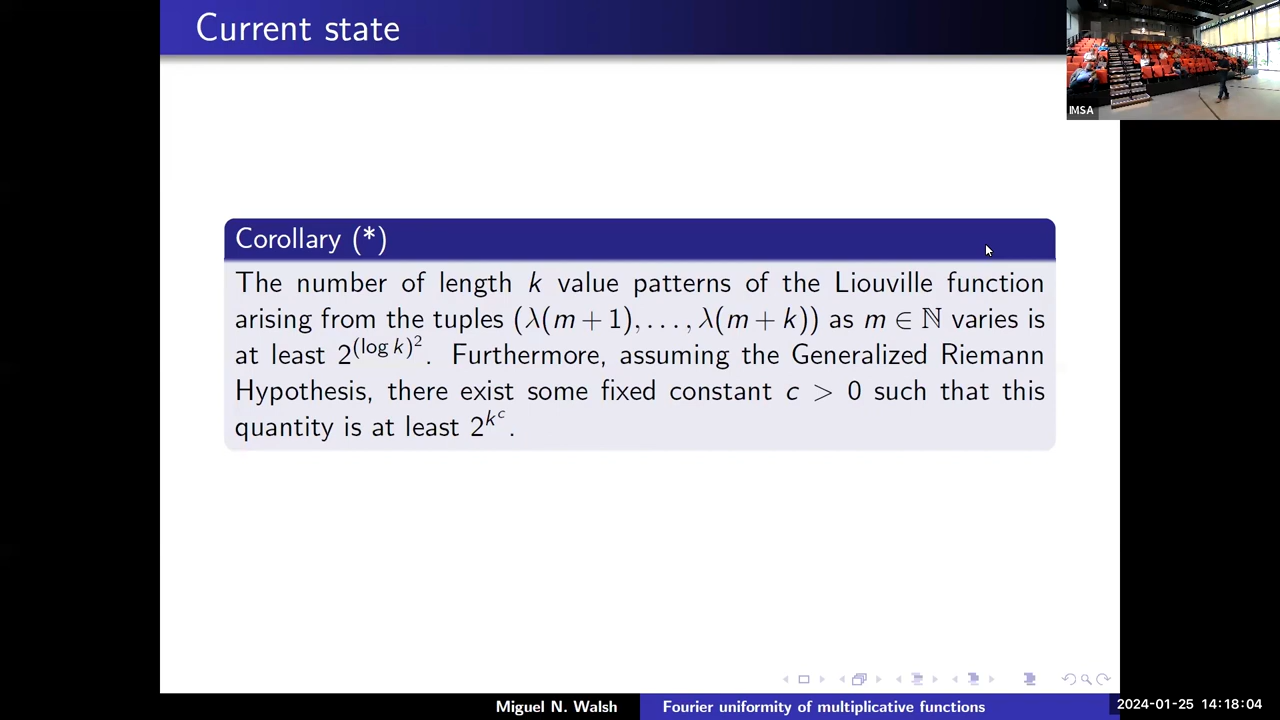 Current state
IMSA
Corollary (*)
The number of length k value patterns of the Liouville function
arising from the tuples (λ(m + 1), . . . , λ(m + k)) as m ∈ ℕ varies is
at least 2^{(log k)^2}. Furthermore, assuming the Generalized Riemann
Hypothesis, there exist some fixed constant c > 0 such that this
quantity is at least 2^{k^c}.
Miguel N. Walsh
Fourier uniformity of multiplicative functions
2024-01-25 14:18:04